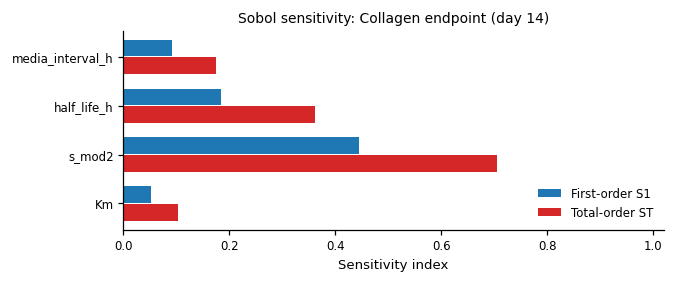 Sobol sensitivity: Collagen endpoint (day 14)
media_interval_h
half_life_h
s_mod2
Km
First-order S1
Total-order ST
0.0 0.2 0.4 0.6 0.8 1.0
Sensitivity index